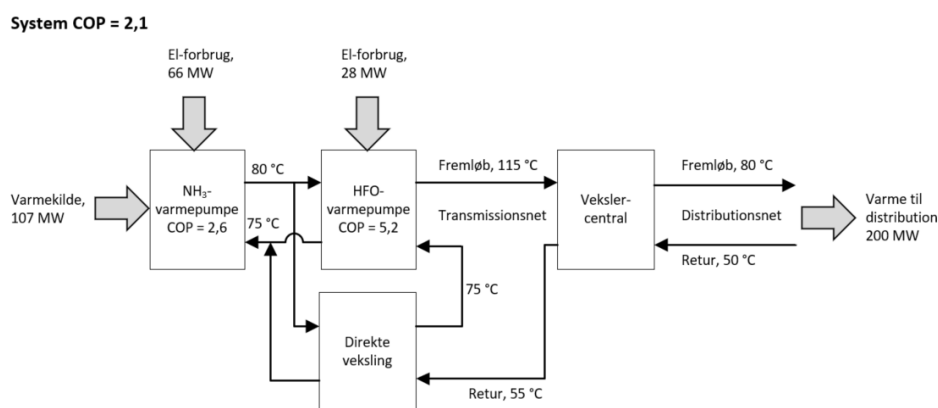 System COP = 2,1
El-forbrug,
66 MW
El-forbrug,
28 MW
Varmekilde,
107 MW
NH₃-
varmepumpe
COP = 2,6
80 °C
75 °C
HFO-
varmepumpe
COP = 5,2
Fremløb, 115 °C
Transmissionsnet
Veksler-
central
Fremløb, 80 °C
Distributionsnet
Retur, 50 °C
Varme til
distribution
200 MW
75 °C
Direkte
veksling
Retur, 55 °C